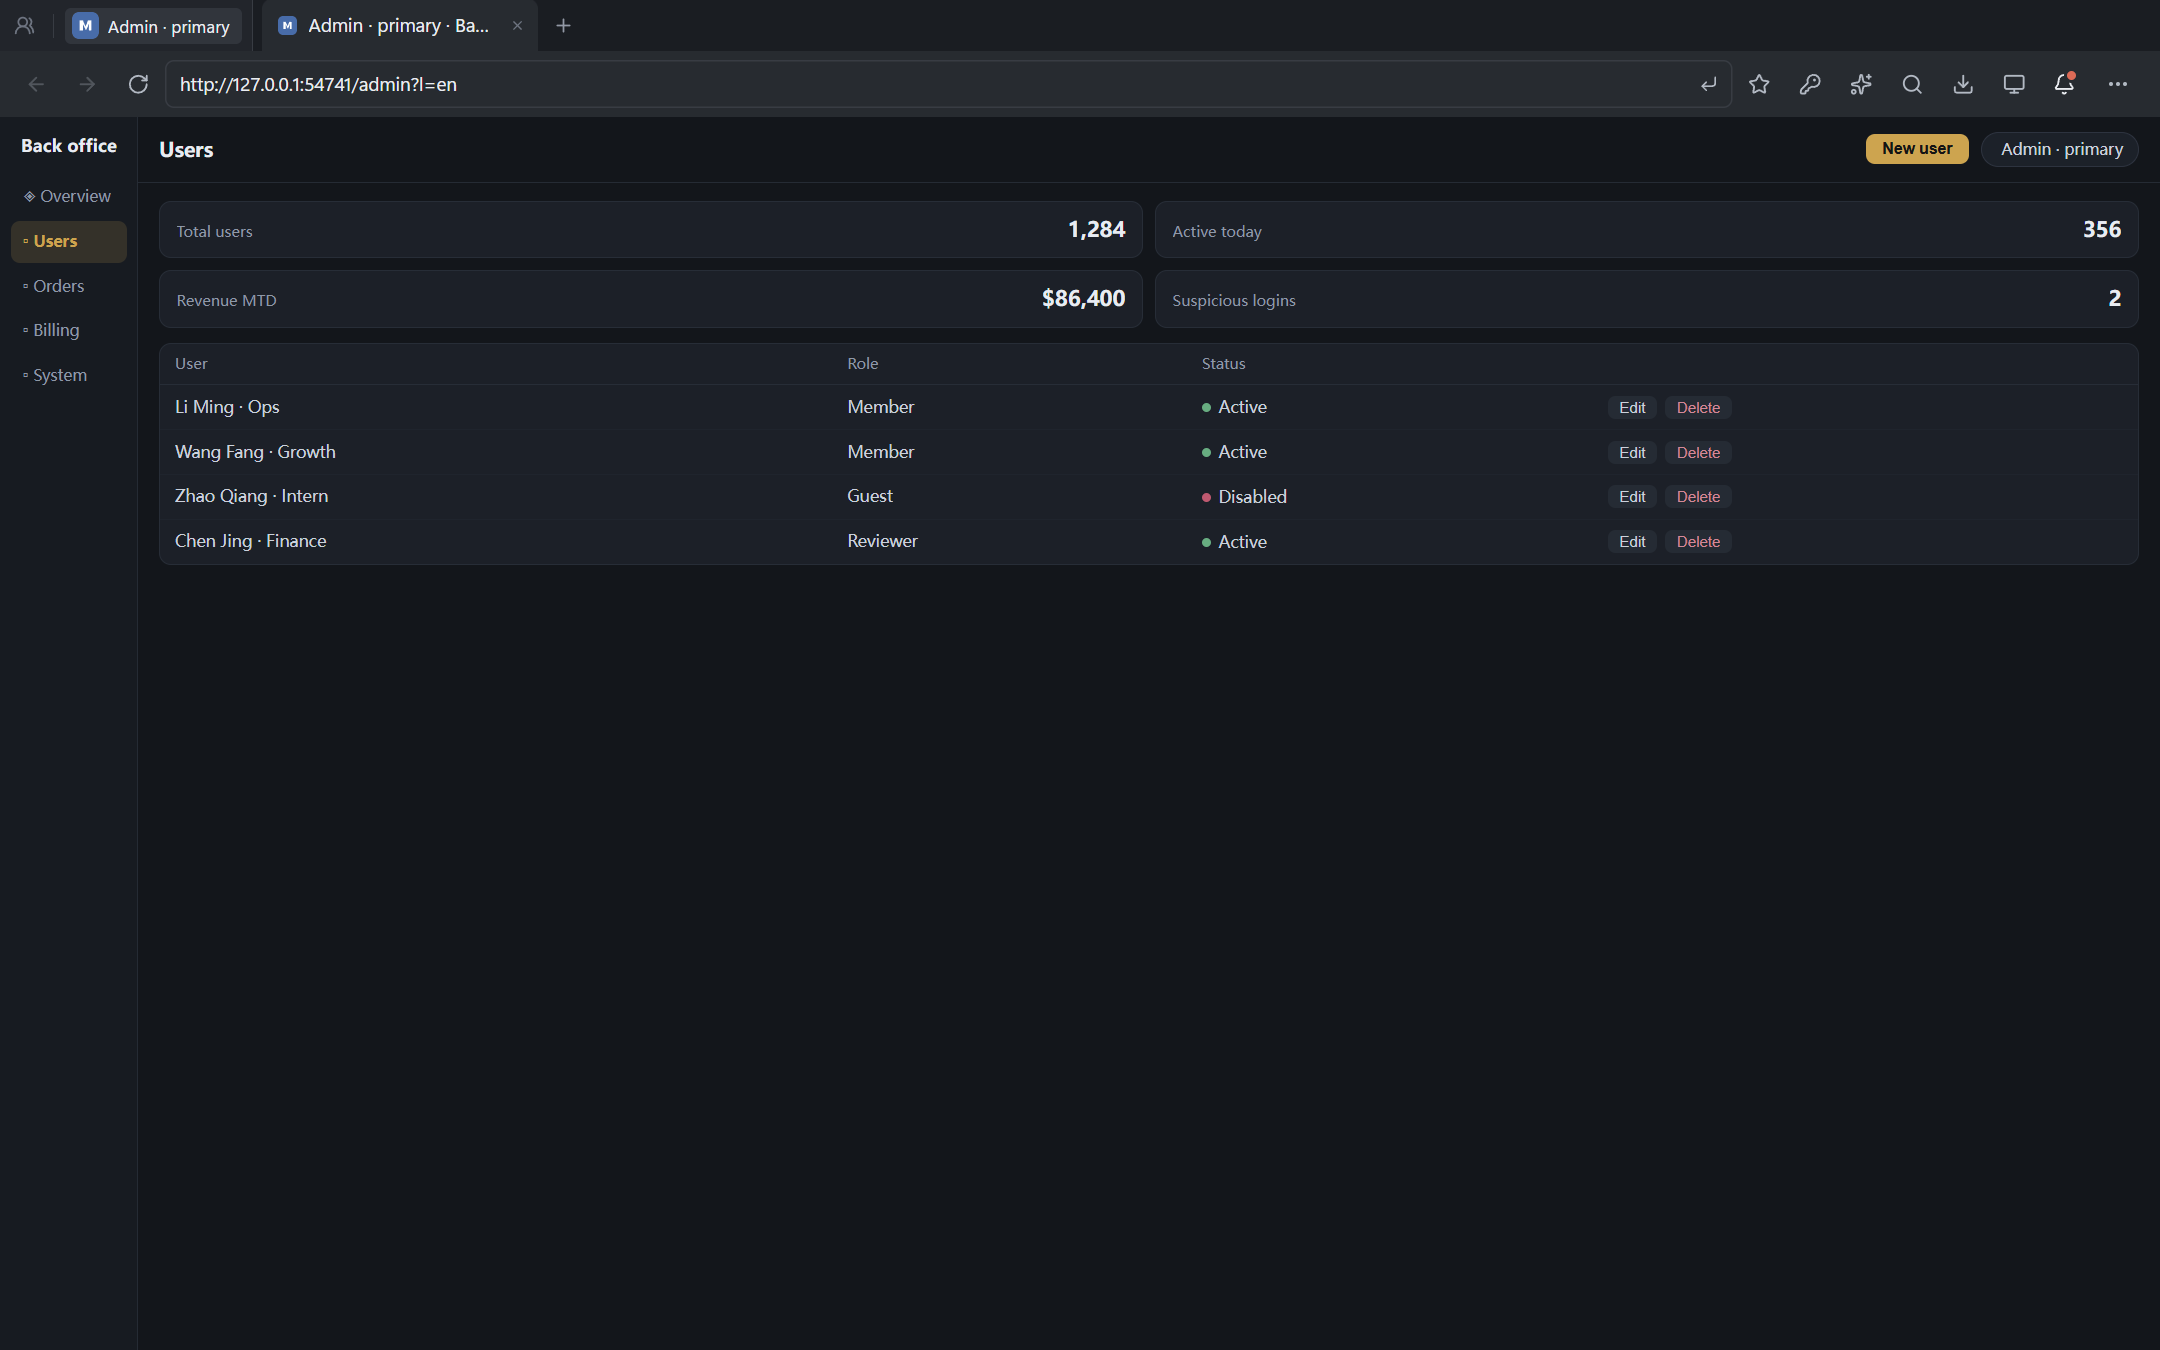 M Admin · primary
M Admin · primary · Ba...
http://127.0.0.1:54741/admin?l=en
Back office
Overview
Users
Orders
Billing
System
Users
New user
Admin · primary
Total users 1,284
Active today 356
Revenue MTD $86,400
Suspicious logins 2
User Role Status
Li Ming · Ops Member Active Edit Delete
Wang Fang · Growth Member Active Edit Delete
Zhao Qiang · Intern Guest Disabled Edit Delete
Chen Jing · Finance Reviewer Active Edit Delete